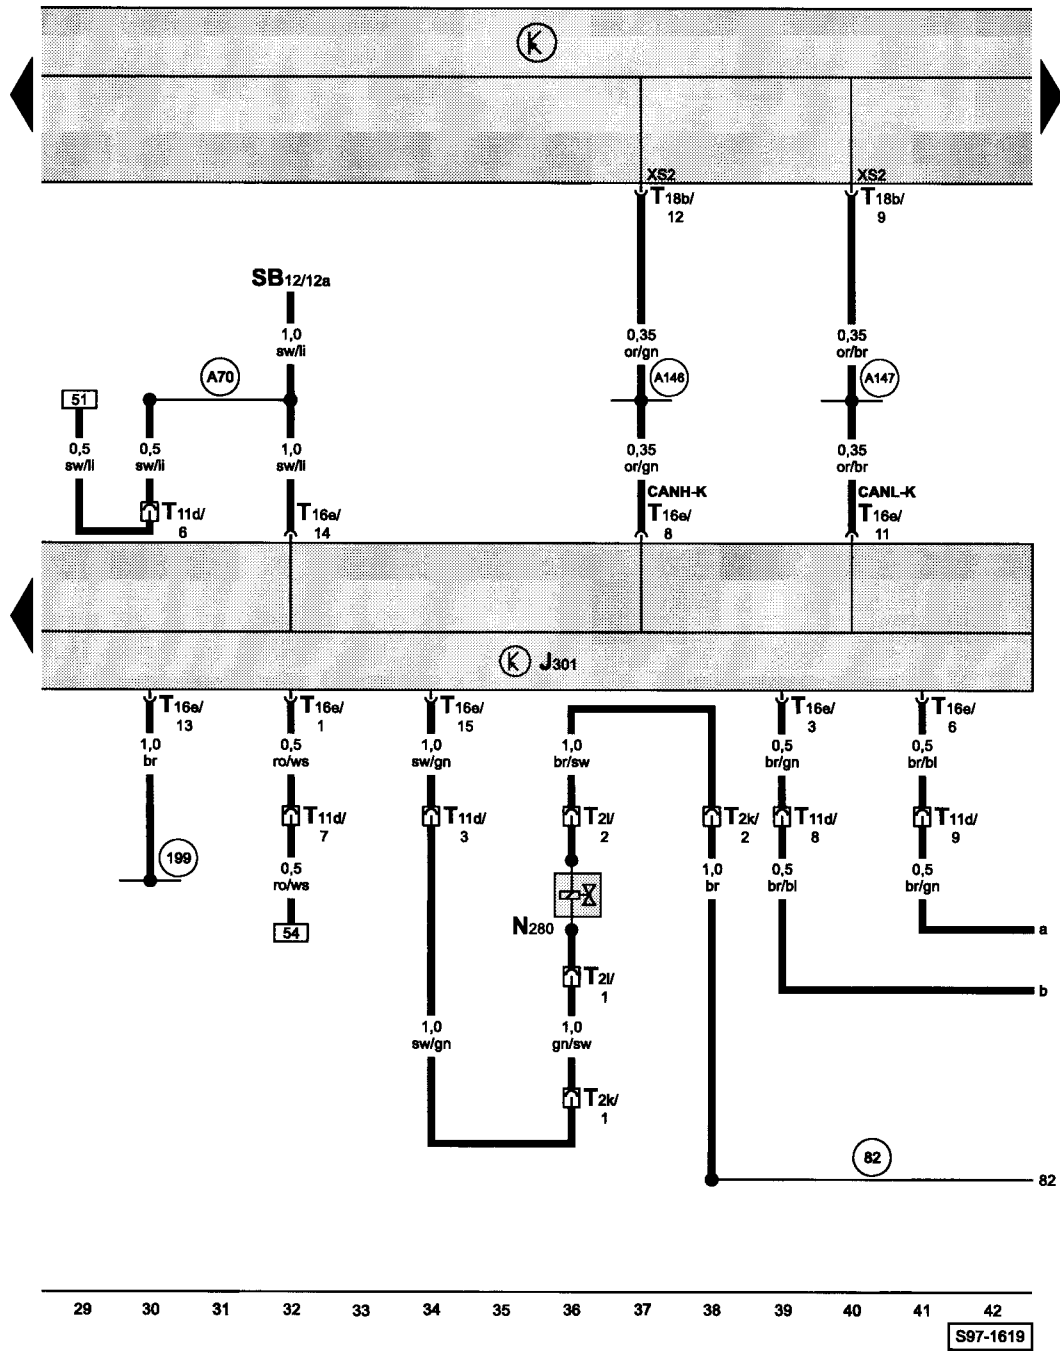 K
XS2
T18b/
12
XS2
T18b/
9
SB12/12a
1,0
sw/li
0,35
or/gn
0,35
or/br
A70
A146
A147
51
0,5
sw/li
0,5
sw/li
1,0
sw/li
0,35
or/gn
0,35
or/br
CANH-K
CANL-K
T11d/
6
T16e/
14
T16e/
8
T16e/
11
K J301
T16e/
13
T16e/
1
T16e/
15
T16e/
3
T16e/
6
1,0
br
0,5
ro/ws
1,0
sw/gn
1,0
br/sw
0,5
br/gn
0,5
br/bl
T11d/
7
T11d/
3
T2l/
2
T2k/
2
T11d/
8
T11d/
9
199
0,5
ro/ws
1,0
br
0,5
br/bl
0,5
br/gn
54
N280
a
T2l/
1
b
1,0
sw/gn
1,0
gn/sw
T2k/
1
82
82
29 30 31 32 33 34 35 36 37 38 39 40 41 42
S97-1619